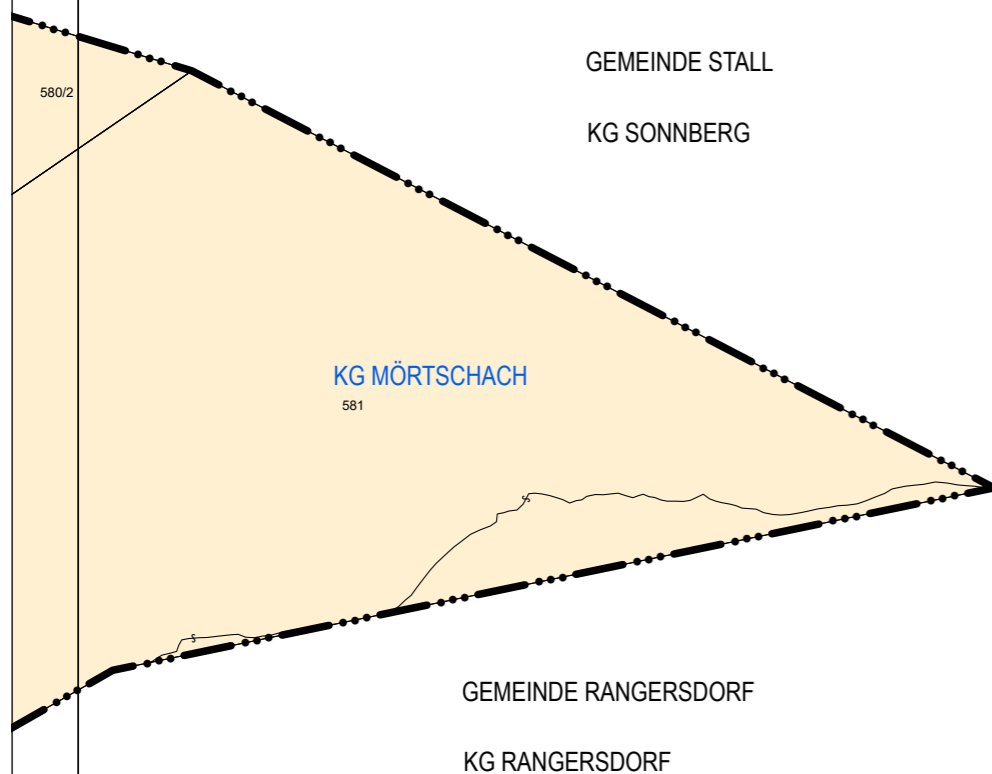 GEMEINDE STALL
580/2
KG SONNBERG
KG MÖRTSCHACH
581
GEMEINDE RANGERSDORF
KG RANGERSDORF